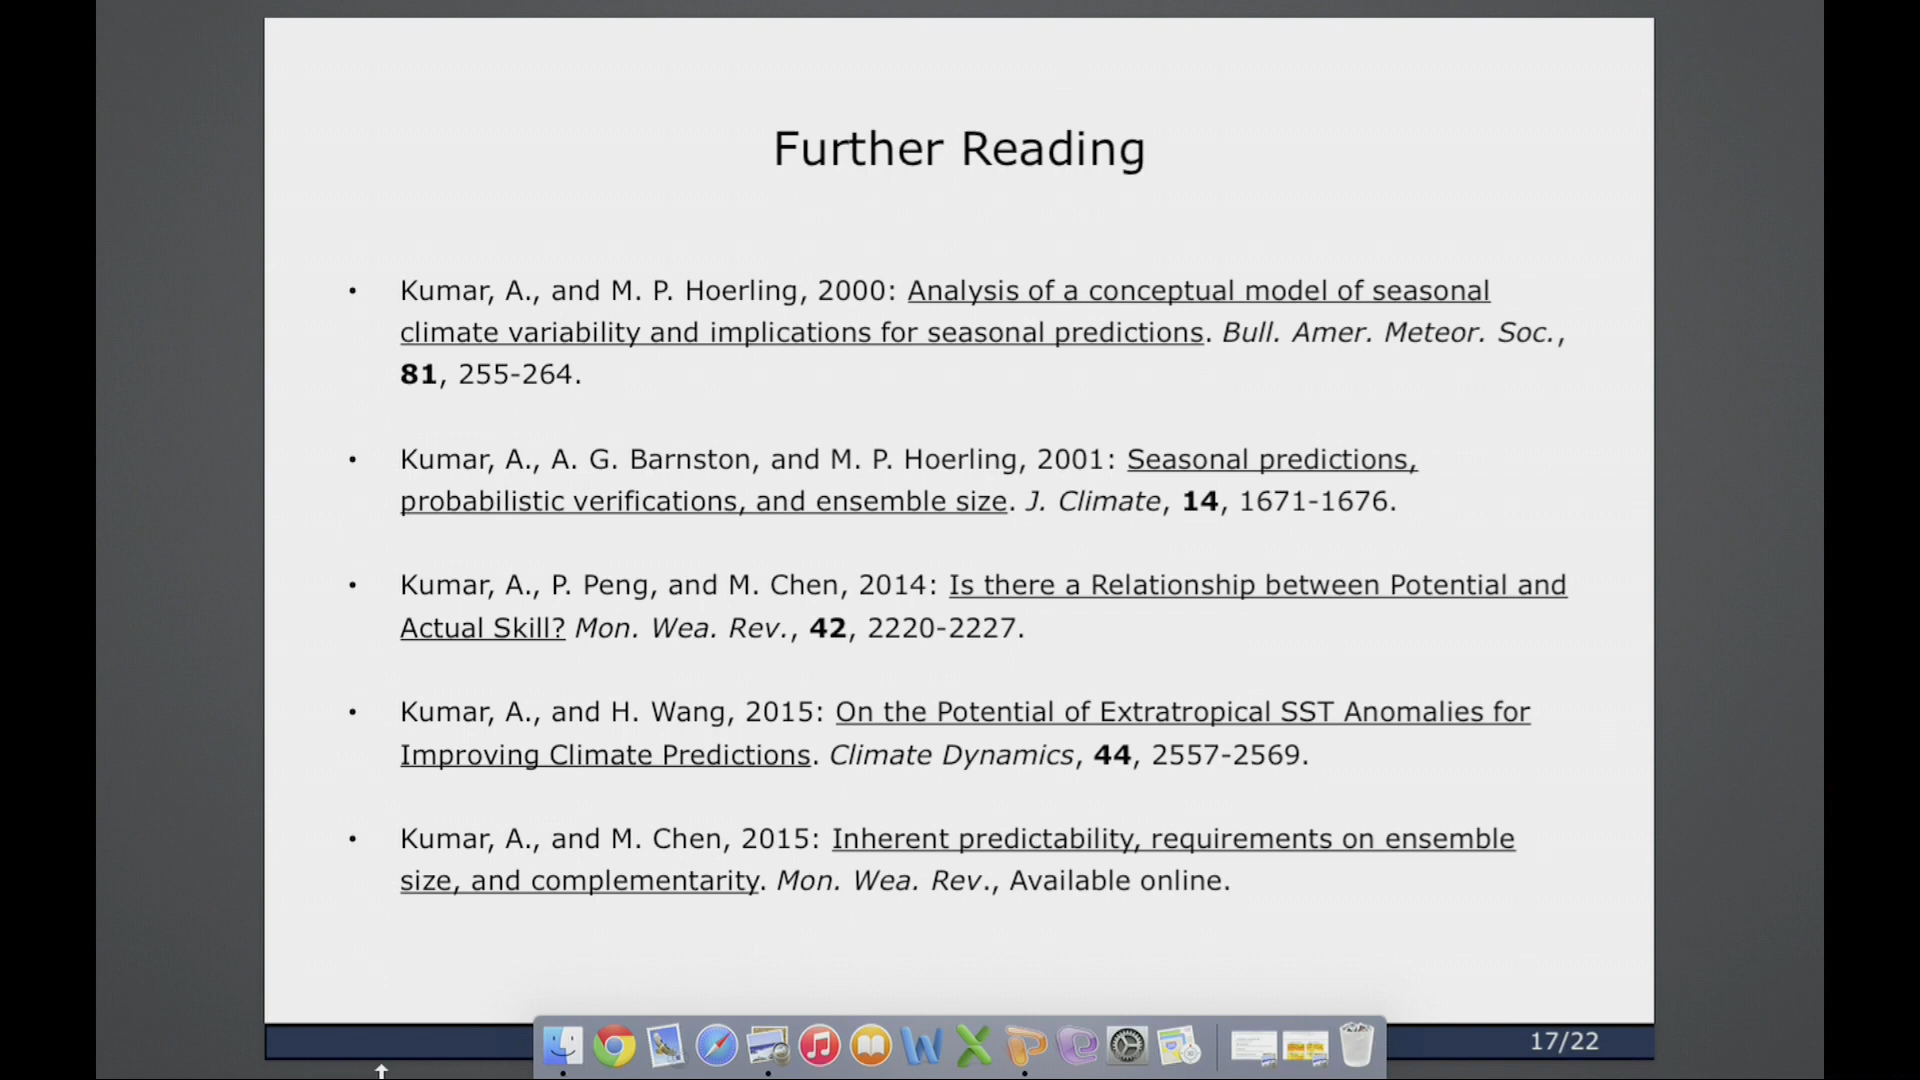 Further Reading
• Kumar, A., and M. P. Hoerling, 2000: Analysis of a conceptual model of seasonal
climate variability and implications for seasonal predictions. Bull. Amer. Meteor. Soc.,
81, 255-264.
• Kumar, A., A. G. Barnston, and M. P. Hoerling, 2001: Seasonal predictions,
probabilistic verifications, and ensemble size. J. Climate, 14, 1671-1676.
• Kumar, A., P. Peng, and M. Chen, 2014: Is there a Relationship between Potential and
Actual Skill? Mon. Wea. Rev., 42, 2220-2227.
• Kumar, A., and H. Wang, 2015: On the Potential of Extratropical SST Anomalies for
Improving Climate Predictions. Climate Dynamics, 44, 2557-2569.
• Kumar, A., and M. Chen, 2015: Inherent predictability, requirements on ensemble
size, and complementarity. Mon. Wea. Rev., Available online.
17/22